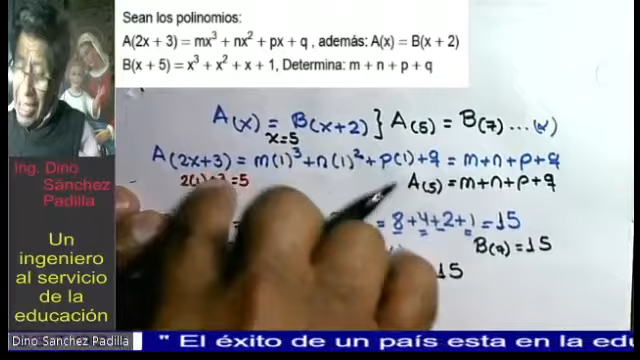 Sean los polinomios:
A(2x + 3) = mx³ + nx² + px + q , además: A(x) = B(x + 2)
B(x + 5) = x³ + x² + x + 1, Determina: m + n + p + q
A(x) = B(x+2) } A(5) = B(7) ... (α)
x=5
A(2x+3) = m(1)³+n(1)²+p(1)+q = m+n+p+q
2(1)+3=5
A(5) = m+n+p+q
= 8+4+2+1 = 15
B(7) = 15
15
Ing. Dino
Sánchez
Padilla
Un
ingeniero
al servicio
de la
educación
Dino Sanchez Padilla
" El éxito de un país esta en la edu